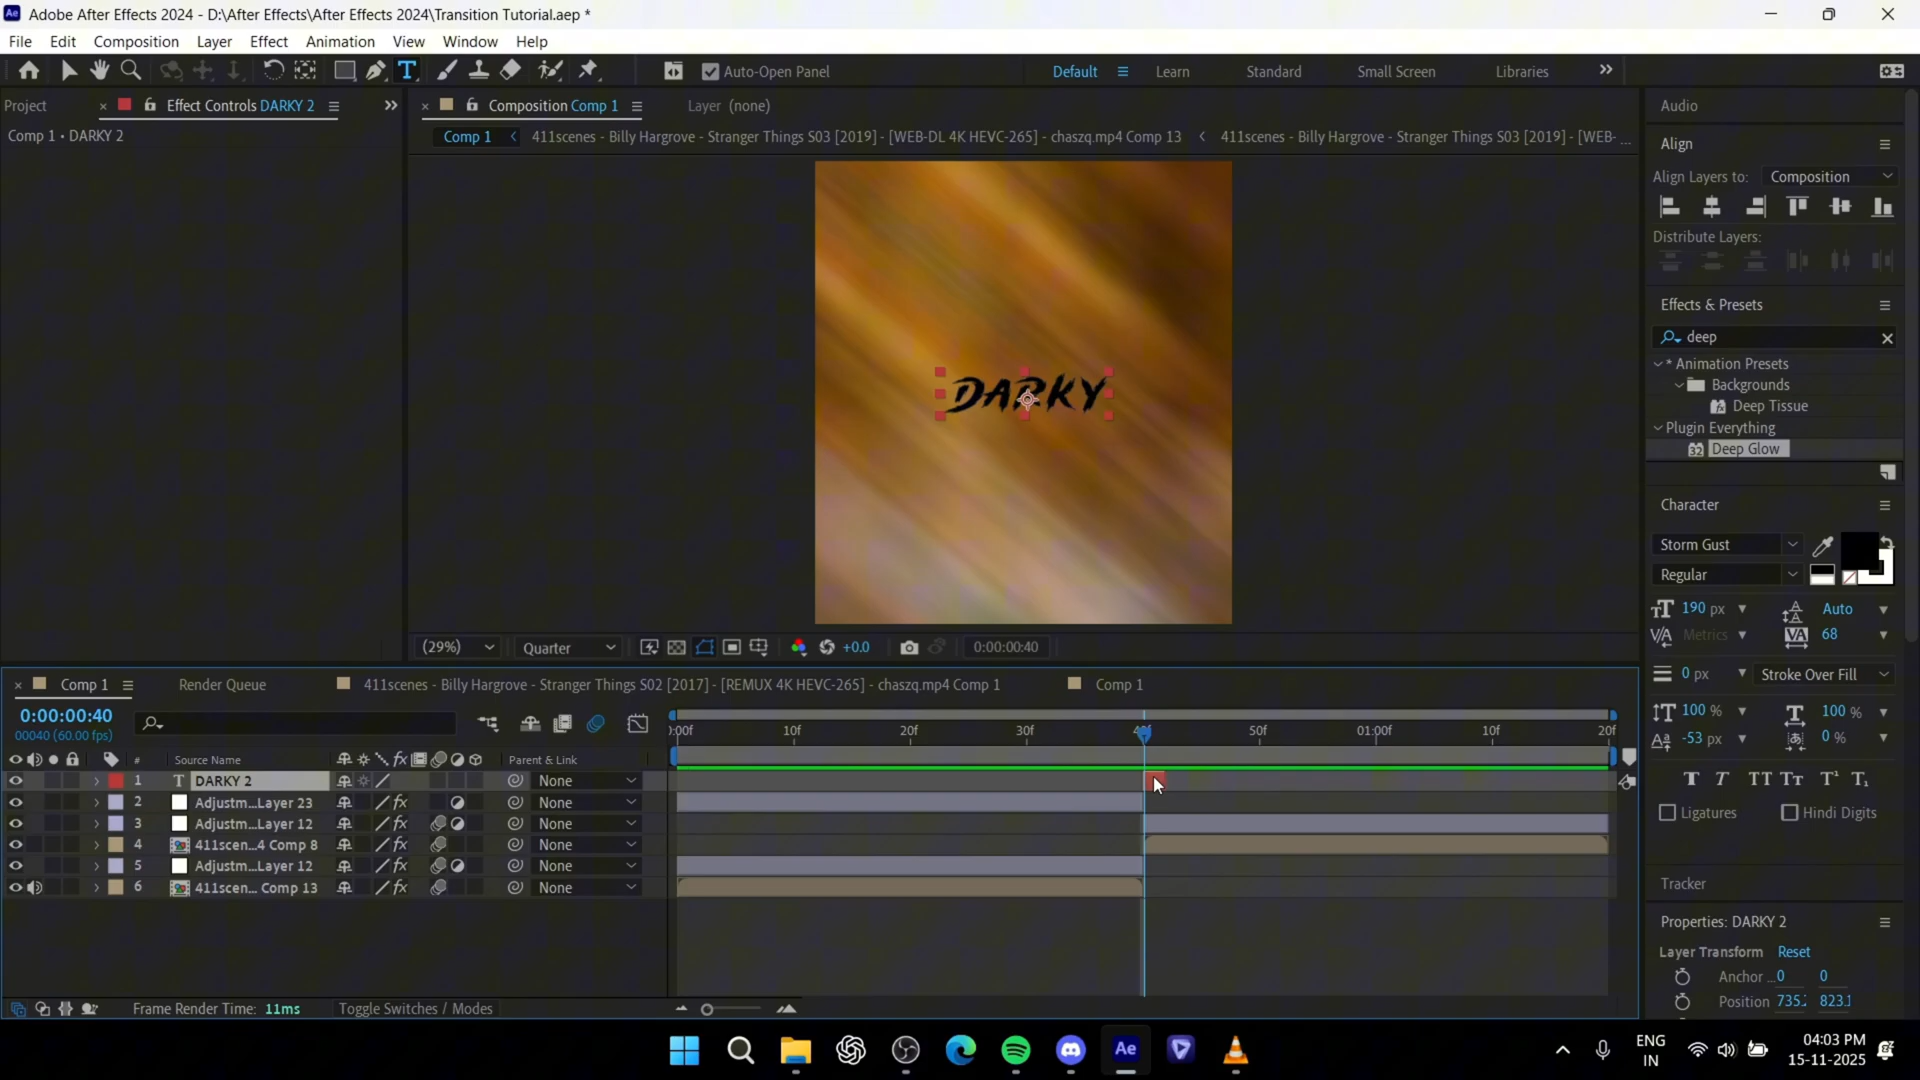 Adobe After Effects 2024 - D:\After Effects\After Effects 2024\Transition Tutorial.aep *
File Edit Composition Layer Effect Animation View Window Help
Auto-Open Panel Default Learn Standard Small Screen Libraries
Project Effect Controls DARKY 2 Composition Comp 1 Layer (none) Audio
Comp 1 • DARKY 2
Comp 1 411scenes - Billy Hargrove - Stranger Things S03 [2019] - [WEB-DL 4K HEVC-265] - chaszq.mp4 Comp 13 411scenes - Billy Hargrove - Stranger Things S03 [2019] - [WEB-...
Align
Align Layers to: Composition
Distribute Layers:
Effects & Presets
deep
* Animation Presets
Backgrounds
Deep Tissue
Plugin Everything
32 Deep Glow
DARKY
Character
Storm Gust
Regular
190 px Auto
Metrics 68
0 px Stroke Over Fill
100 % 100 %
-53 px 0 %
Ligatures Hindi Digits
Tracker
Properties: DARKY 2
Layer Transform Reset
Anchor ... 0 0
Position 735.: 823.1
(29%) Quarter +0.0 0:00:00:40
Comp 1 Render Queue 411scenes - Billy Hargrove - Stranger Things S02 [2017] - [REMUX 4K HEVC-265] - chaszq.mp4 Comp 1 Comp 1
0:00:00:40
00040 (60.00 fps)
10f 20f 30f 50f 01:00f 10f 20f
# Source Name fx Parent & Link
1 T DARKY 2 None
2 Adjustm...Layer 23 fx None
3 Adjustm...Layer 12 fx None
4 411scen...4 Comp 8 fx None
5 Adjustm...Layer 12 fx None
6 411scen... Comp 13 fx None
Frame Render Time: 11ms Toggle Switches / Modes
Ae
ENG
IN
04:03 PM
15-11-2025